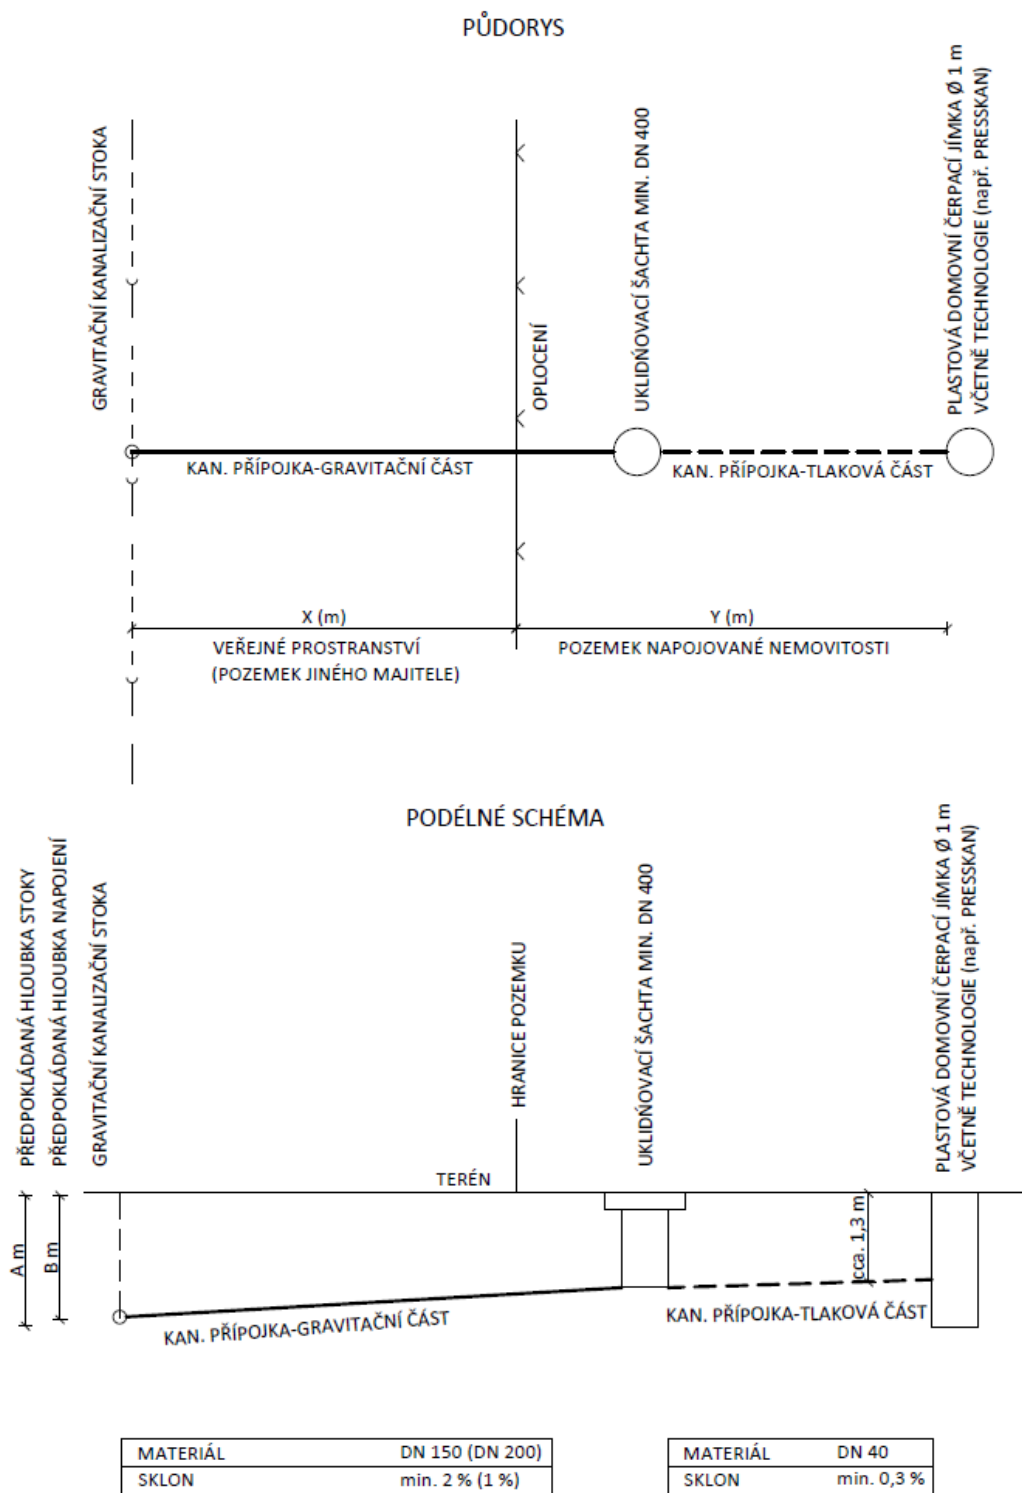 PŮDORYS
GRAVITAČNÍ KANALIZAČNÍ STOKA
OPLOCENÍ
UKLIDŇOVACÍ ŠACHTA MIN. DN 400
PLASTOVÁ DOMOVNÍ ČERPACÍ JÍMKA Ø 1 m
VČETNĚ TECHNOLOGIE (např. PRESSKAN)
KAN. PŘÍPOJKA-GRAVITAČNÍ ČÁST
KAN. PŘÍPOJKA-TLAKOVÁ ČÁST
X (m)
Y (m)
VEŘEJNÉ PROSTRANSTVÍ
(POZEMEK JINÉHO MAJITELE)
POZEMEK NAPOJOVANÉ NEMOVITOSTI
PODÉLNÉ SCHÉMA
PŘEDPOKLÁDANÁ HLOUBKA STOKY
PŘEDPOKLÁDANÁ HLOUBKA NAPOJENÍ
GRAVITAČNÍ KANALIZAČNÍ STOKA
HRANICE POZEMKU
UKLIDŇOVACÍ ŠACHTA MIN. DN 400
PLASTOVÁ DOMOVNÍ ČERPACÍ JÍMKA Ø 1 m
VČETNĚ TECHNOLOGIE (např. PRESSKAN)
TERÉN
A m
B m
cca. 1,3 m
KAN. PŘÍPOJKA-GRAVITAČNÍ ČÁST
KAN. PŘÍPOJKA-TLAKOVÁ ČÁST
MATERIÁL DN 150 (DN 200)
SKLON min. 2 % (1 %)
MATERIÁL DN 40
SKLON min. 0,3 %